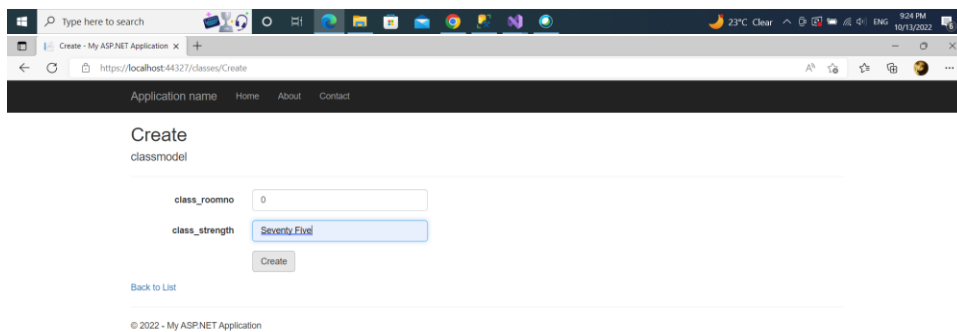 Type here to search
23°C Clear
ENG
9:24 PM
10/13/2022
6
Create - My ASP.NET Application
https://localhost:44327/classes/Create
Application name Home About Contact
Create
classmodel
class_roomno 0
class_strength Seventy Five
Create
Back to List
© 2022 - My ASP.NET Application